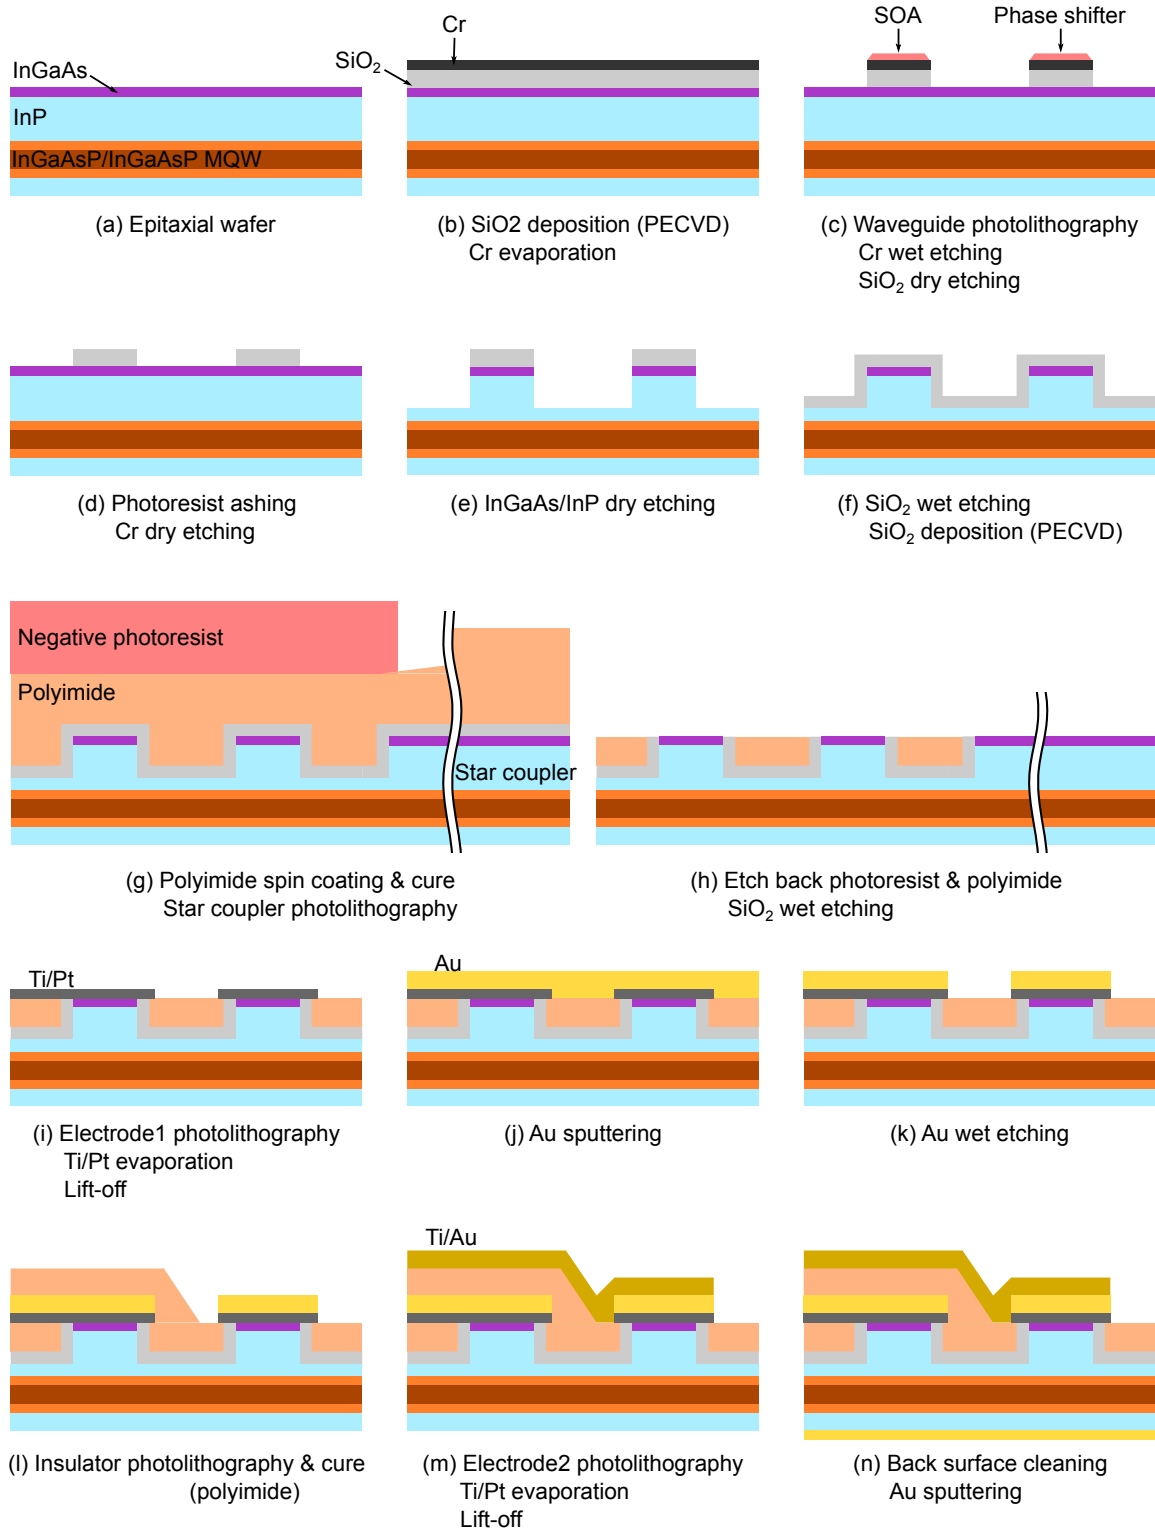 Cr
SOA
Phase shifter
SiO₂
InGaAs
InP
InGaAsP/InGaAsP MQW
(a) Epitaxial wafer
(b) SiO2 deposition (PECVD)
Cr evaporation
(c) Waveguide photolithography
Cr wet etching
SiO₂ dry etching
(d) Photoresist ashing
Cr dry etching
(e) InGaAs/InP dry etching
(f) SiO₂ wet etching
SiO₂ deposition (PECVD)
Negative photoresist
Polyimide
Star coupler
(g) Polyimide spin coating & cure
Star coupler photolithography
(h) Etch back photoresist & polyimide
SiO₂ wet etching
Ti/Pt
Au
(i) Electrode1 photolithography
Ti/Pt evaporation
Lift-off
(j) Au sputtering
(k) Au wet etching
Ti/Au
(l) Insulator photolithography & cure
(polyimide)
(m) Electrode2 photolithography
Ti/Pt evaporation
Lift-off
(n) Back surface cleaning
Au sputtering